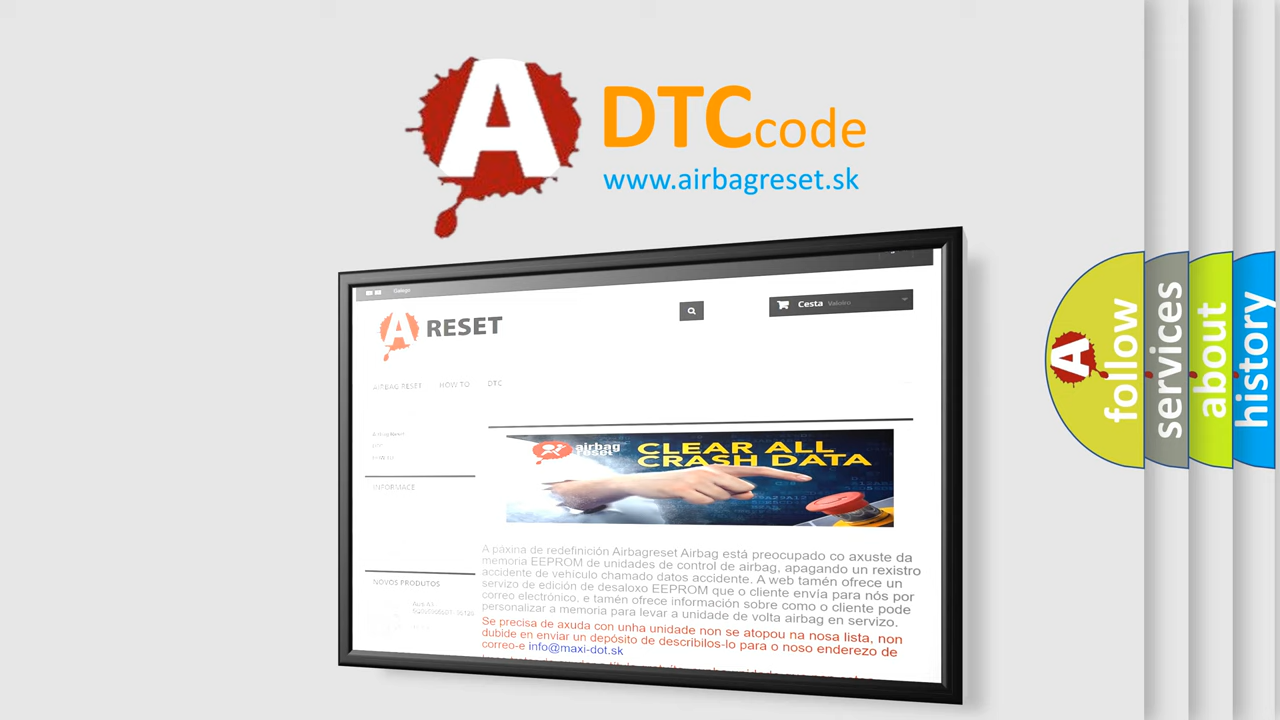 A
DTCcode
www.airbagreset.sk
Galego
A RESET
Cesta Valeiro
AIRBAG RESET HOW TO DTC
INFORMACE
NOVOS PRODUTOS
airbag
reset
CLEAR ALL
CRASH DATA
A páxina de redefinición Airbagreset Airbag está preocupado co axuste da
memoria EEPROM de unidades de control de airbag, apagando un rexistro
accidente de vehículo chamado datos accidente. A web tamén ofrece un
servizo de edición de desaloxo EEPROM que o cliente envía para nós por
correo electrónico, e tamén ofrece información sobre como o cliente pode
personalizar a memoria para levar a unidade de volta airbag en servizo.
Se precisa de axuda con unha unidade non se atopou na nosa lista, non
dubide en enviar un depósito de describilos-lo para o noso enderezo de
correo-e info@maxi-dot.sk
A
follow
services
about
history